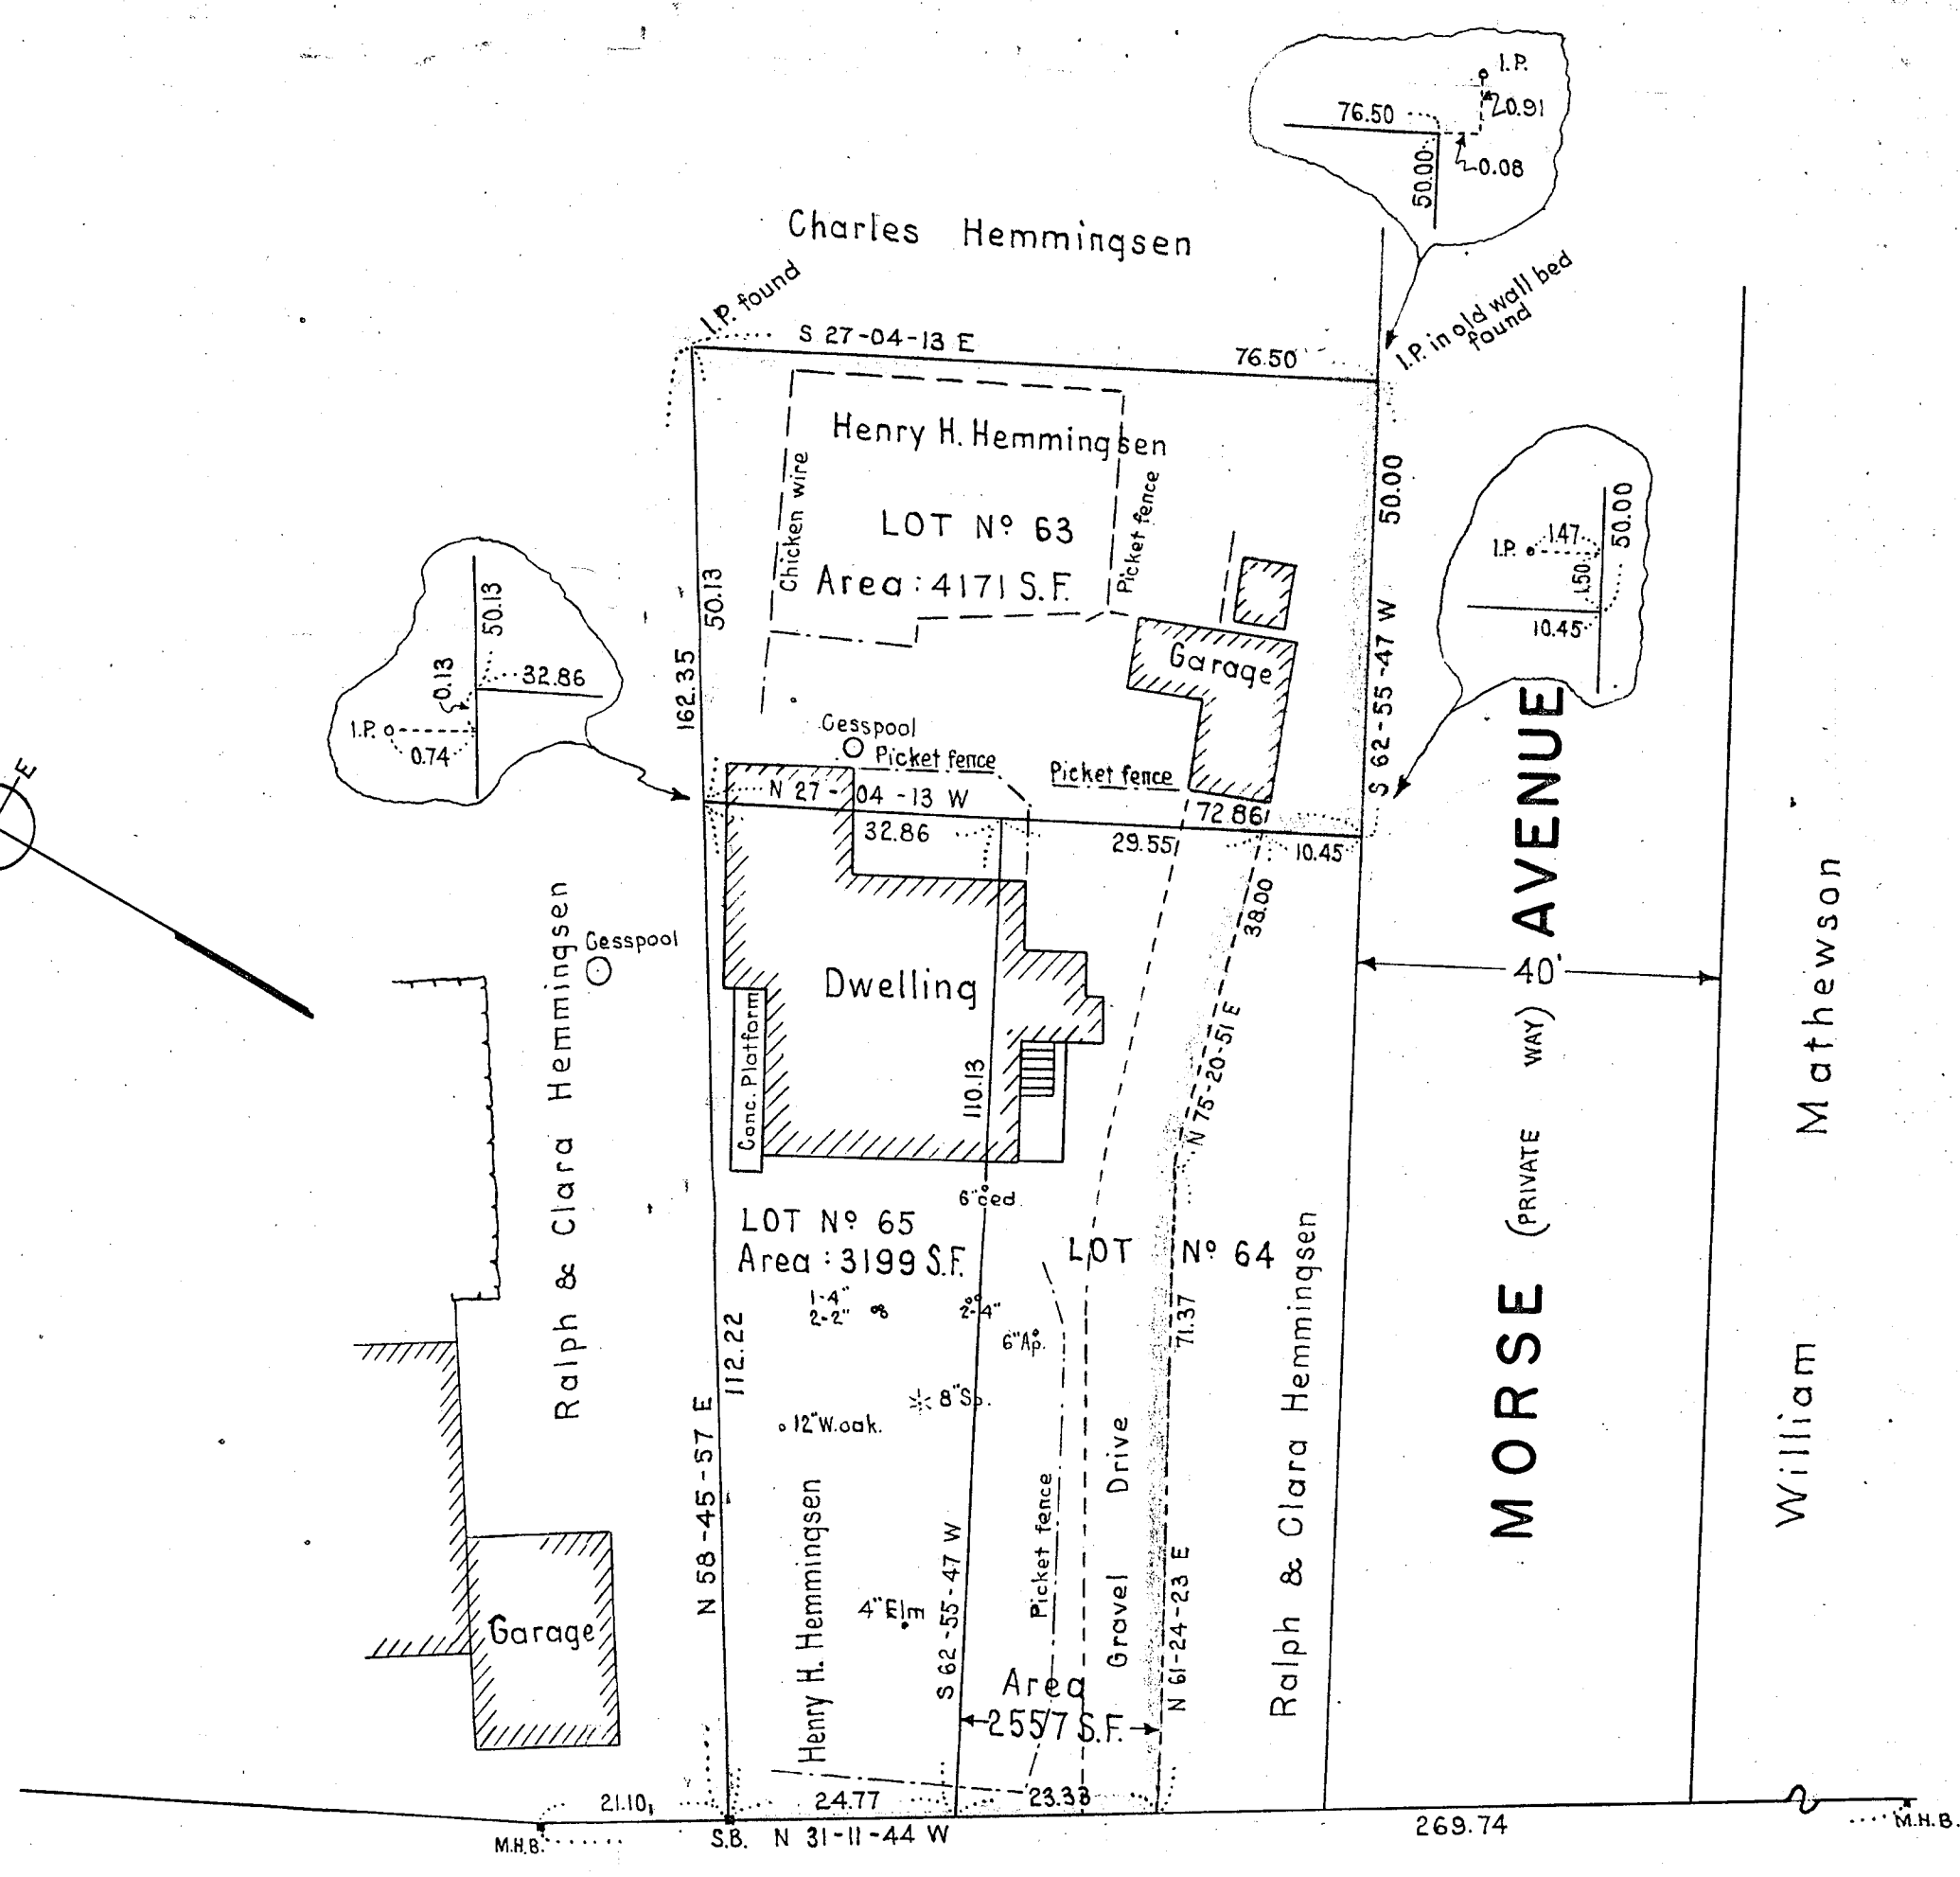 I.P.
76.50
0.91
0.08
50.00
Charles Hemmingsen
I.P. found
S 27-04-13 E
76.50
I.P. in old wall bed
found
Henry H. Hemmingsen
Chicken wire
Picket fence
LOT Nº 63
Area : 4171 S.F.
50.00
S 62-55-47 W
50.13
162.35
50.00
I.P.
1.47
1.50
10.45
50.13
0.13
32.86
I.P.
0.74
Garage
Cesspool
Picket fence
Picket fence
N 27-04-13 W
72.86
32.86
29.55
10.45
E
Cesspool
Ralph & Clara Hemmingsen
Dwelling
Conc. Platform
110.13
38.00
N 75-20-51 E
40'
MORSE (PRIVATE WAY) AVENUE
William Mathewson
6" ced.
LOT Nº 65
Area : 3199 S.F.
LOT Nº 64
1-4"
2-2"
2-4"
6" Ap.
8" Sp.
12" W.oak.
71.37
112.22
N 58-45-57 E
Henry H. Hemmingsen
4" Elm
S 62-55-47 W
Picket fence
Gravel Drive
N 61-24-23 E
Ralph & Clara Hemmingsen
Garage
Area
2557 S.F.
21.10
24.77
23.33
M.H.B.
S.B.
N 31-11-44 W
269.74
M.H.B.